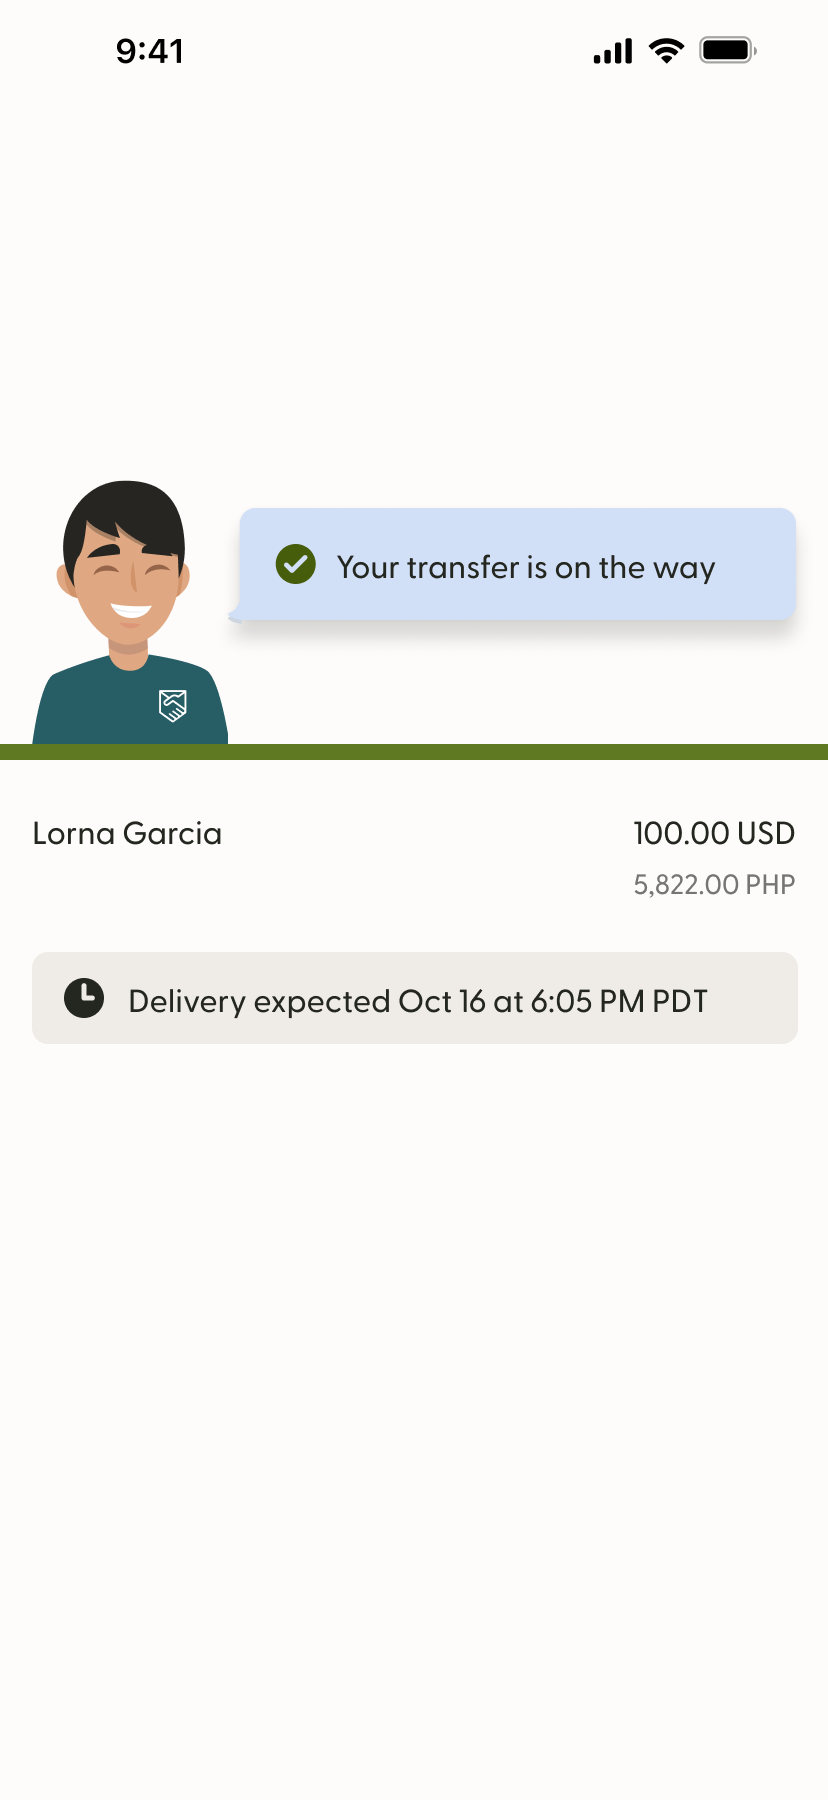 9:41
Your transfer is on the way
Lorna Garcia 100.00 USD
5,822.00 PHP
Delivery expected Oct 16 at 6:05 PM PDT